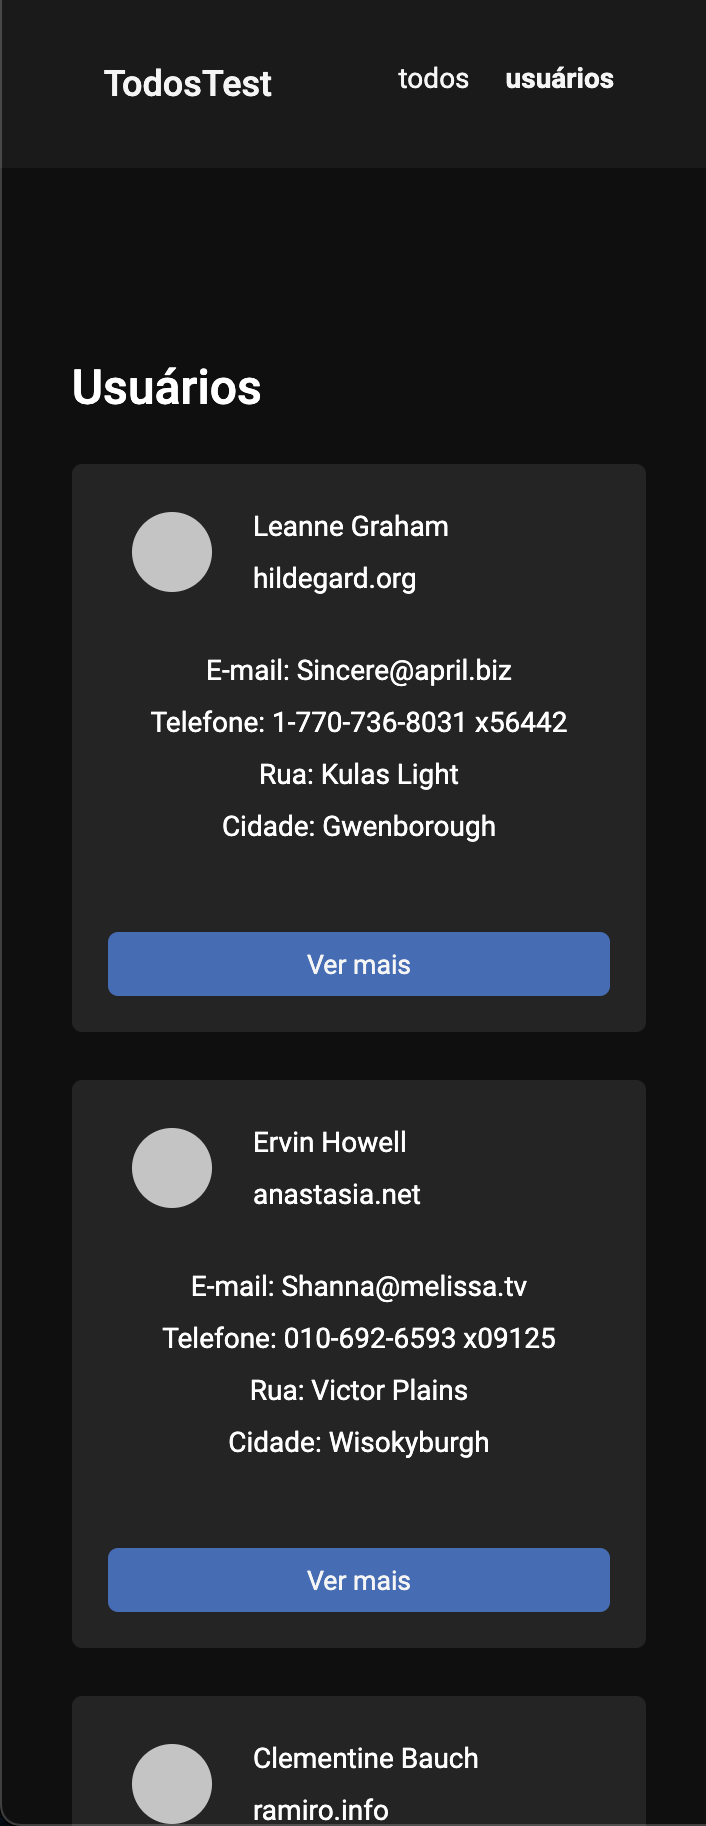 TodosTest todos usuários
Usuários
Leanne Graham
hildegard.org
E-mail: Sincere@april.biz
Telefone: 1-770-736-8031 x56442
Rua: Kulas Light
Cidade: Gwenborough
Ver mais
Ervin Howell
anastasia.net
E-mail: Shanna@melissa.tv
Telefone: 010-692-6593 x09125
Rua: Victor Plains
Cidade: Wisokyburgh
Ver mais
Clementine Bauch
ramiro.info